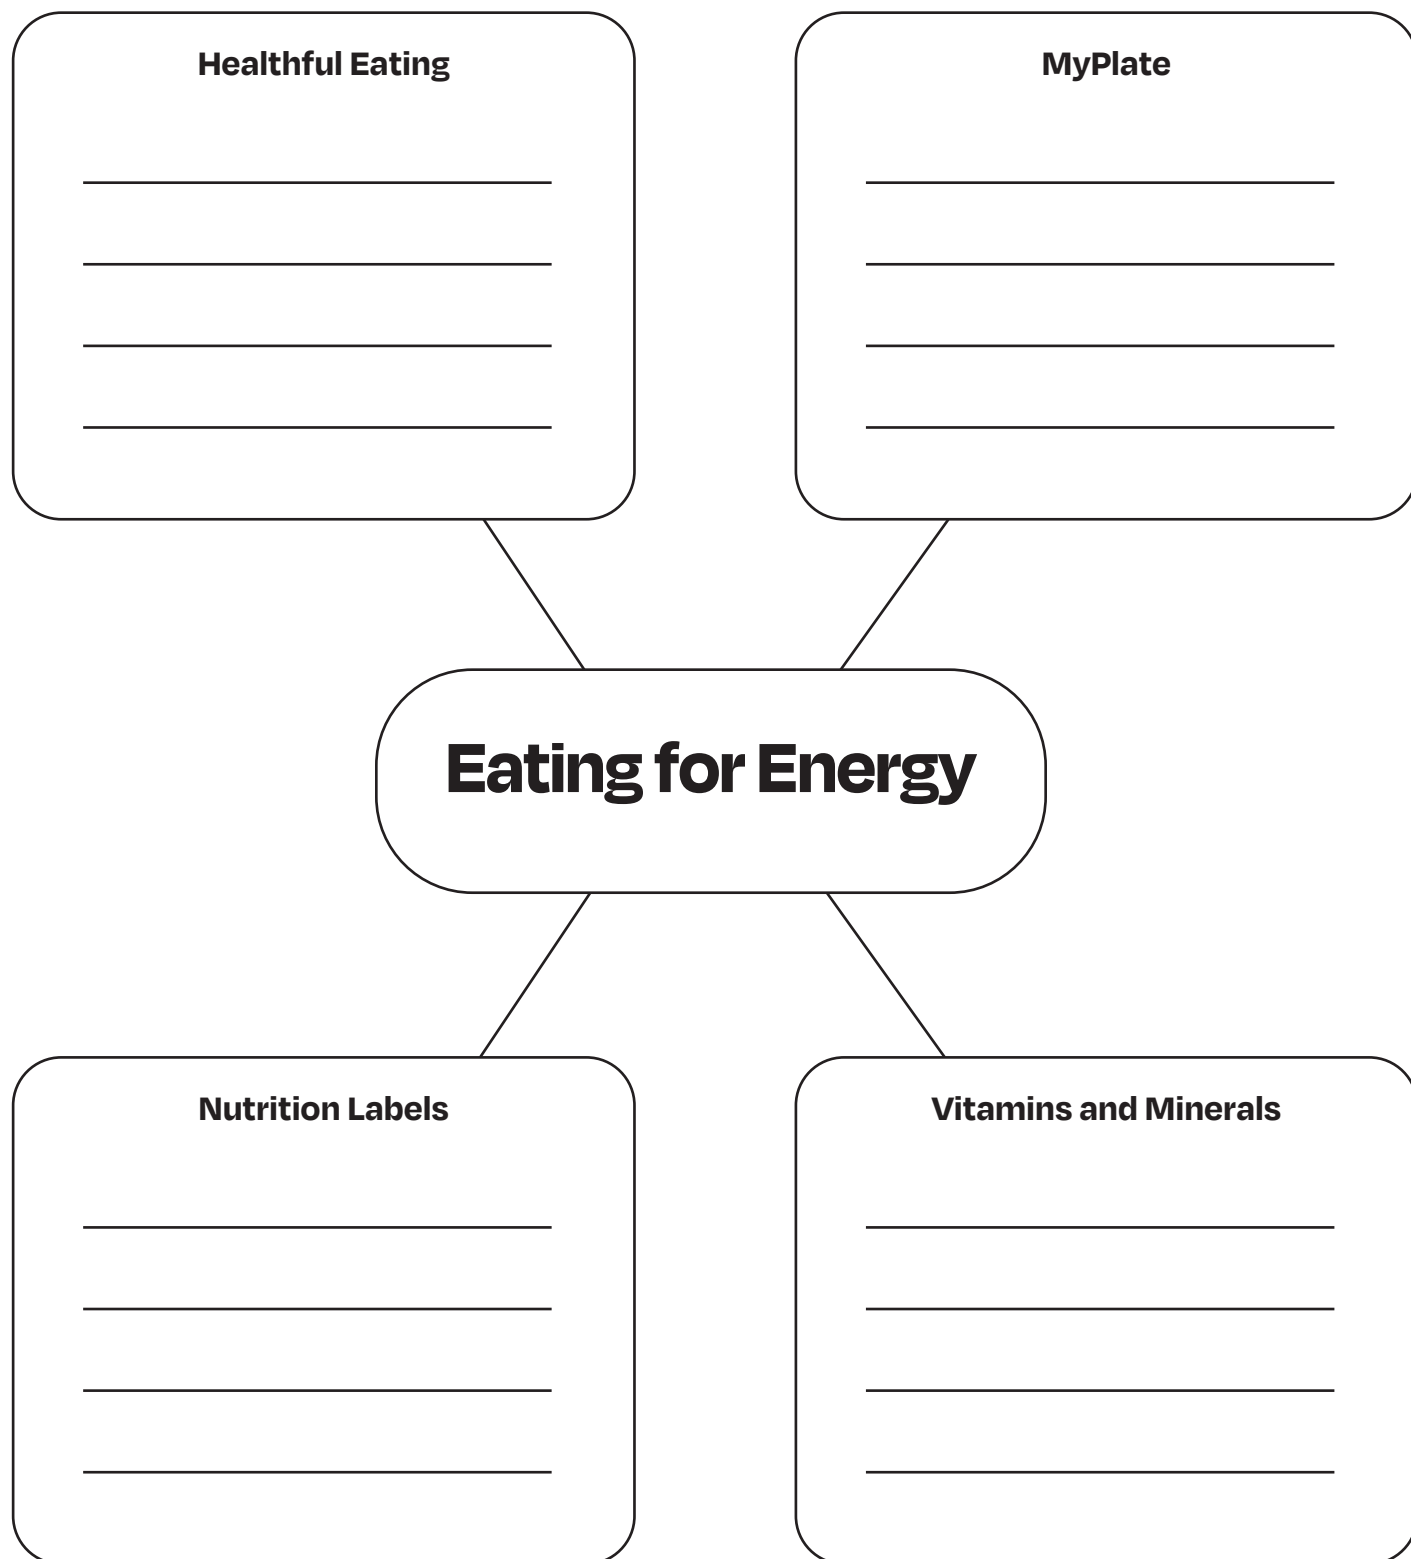 Healthful Eating
MyPlate
Eating for Energy
Nutrition Labels
Vitamins and Minerals